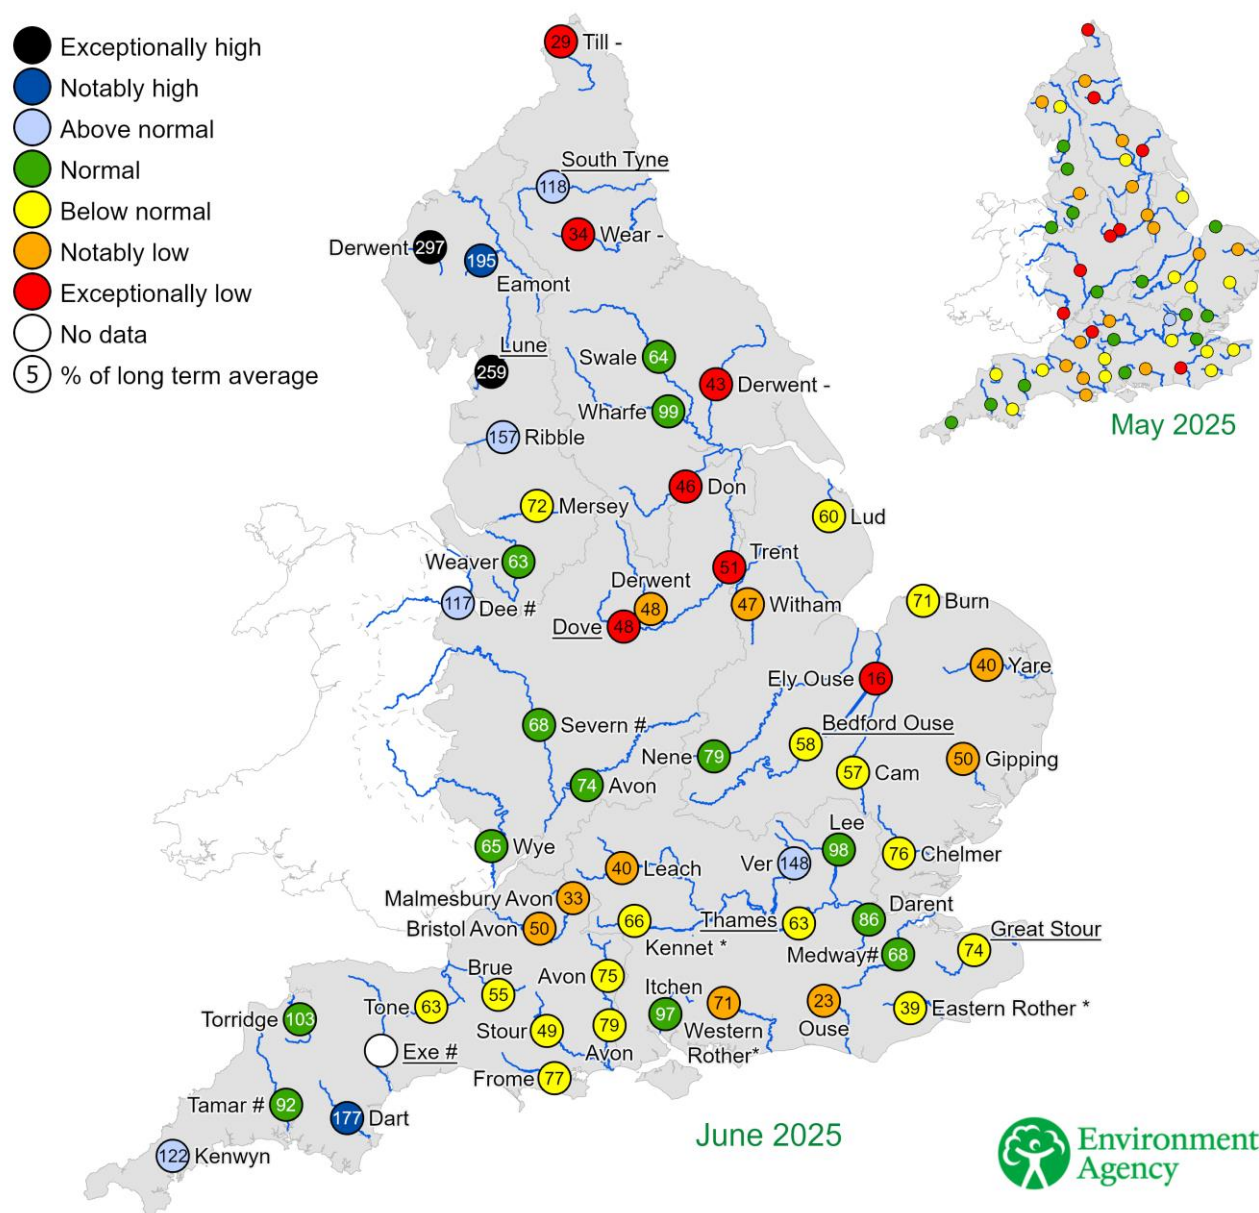 Exceptionally high
Notably high
Above normal
Normal
Below normal
Notably low
Exceptionally low
No data
5 % of long term average
29 Till -
South Tyne
118
34 Wear -
Derwent 297
195
Eamont
Lune
259
Swale 64
43 Derwent -
Wharfe 99
157 Ribble
46 Don
72 Mersey
60 Lud
Weaver 63
Trent
51
117 Dee #
Derwent
48
47 Witham
Dove 48
71 Burn
40 Yare
Ely Ouse 16
68 Severn #
Bedford Ouse
58
Nene 79
57 Cam
50 Gipping
74 Avon
65 Wye
Lee
98
Ver 148
76 Chelmer
40 Leach
Malmesbury Avon 33
Bristol Avon 50
66
Kennet *
Thames 63
Darent
86
Medway# 68
Great Stour
74
Brue
55
Avon 75
Itchen
97
71
Western
Rother*
23
Ouse
39 Eastern Rother *
Tone 63
Torridge 103
Stour 49
79
Avon
Exe #
Frome 77
Tamar # 92
177 Dart
122 Kenwyn
May 2025
June 2025
Environment
Agency